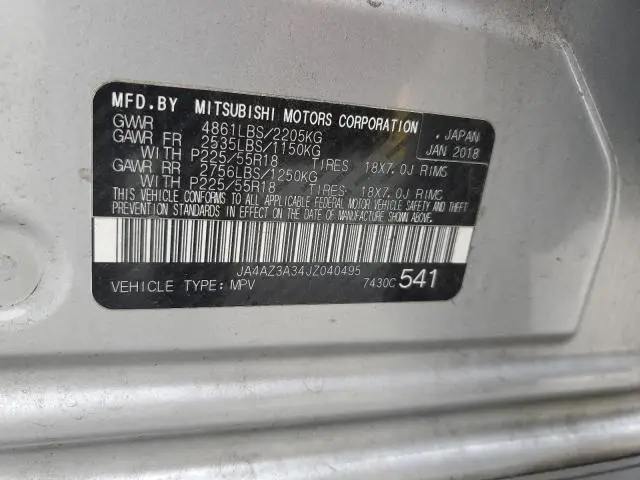 MFD.BY MITSUBISHI MOTORS CORPORATION
GVWR 4861LBS/2205KG . JAPAN
GAWR FR 2535LBS/1150KG JAN 2018
WITH P225/55R18 TIRES 18X7.0J RIMS
GAWR RR 2756LBS/1250KG
WITH P225/55R18 TIRES 18X7.0J RIMS
THIS VEHICLE CONFORMS TO ALL APPLICABLE FEDERAL MOTOR VEHICLE SAFETY AND THEFT
PREVENTION STANDARDS IN EFFECT ON THE DATE OF MANUFACTURE SHOWN ABOVE.
JA4AZ3A34JZ040495
VEHICLE TYPE: MPV 7430C 541